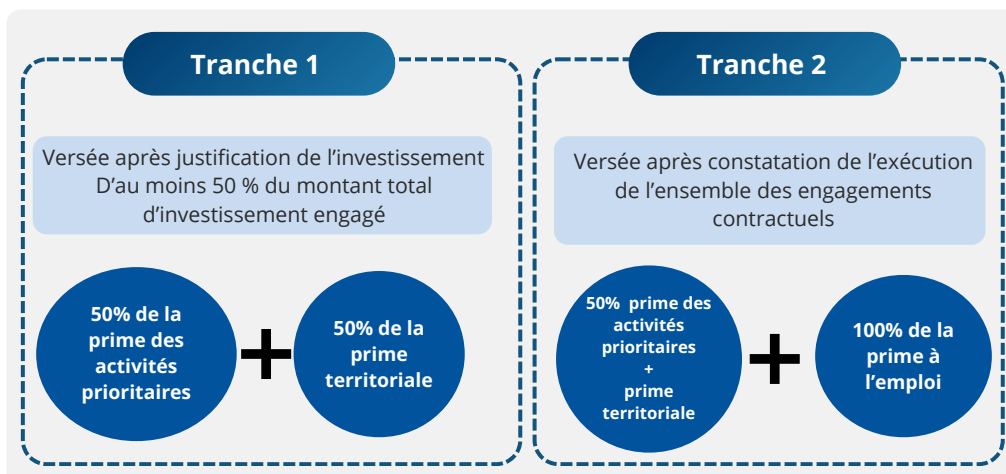 Tranche 1
Versée après justification de l’investissement
D’au moins 50 % du montant total
d’investissement engagé
50% de la
prime des
activités
prioritaires
+
50% de la
prime
territoriale
Tranche 2
Versée après constatation de l’exécution
de l’ensemble des engagements
contractuels
50% prime des
activités
prioritaires
+
prime
territoriale
+
100% de la
prime à
l’emploi